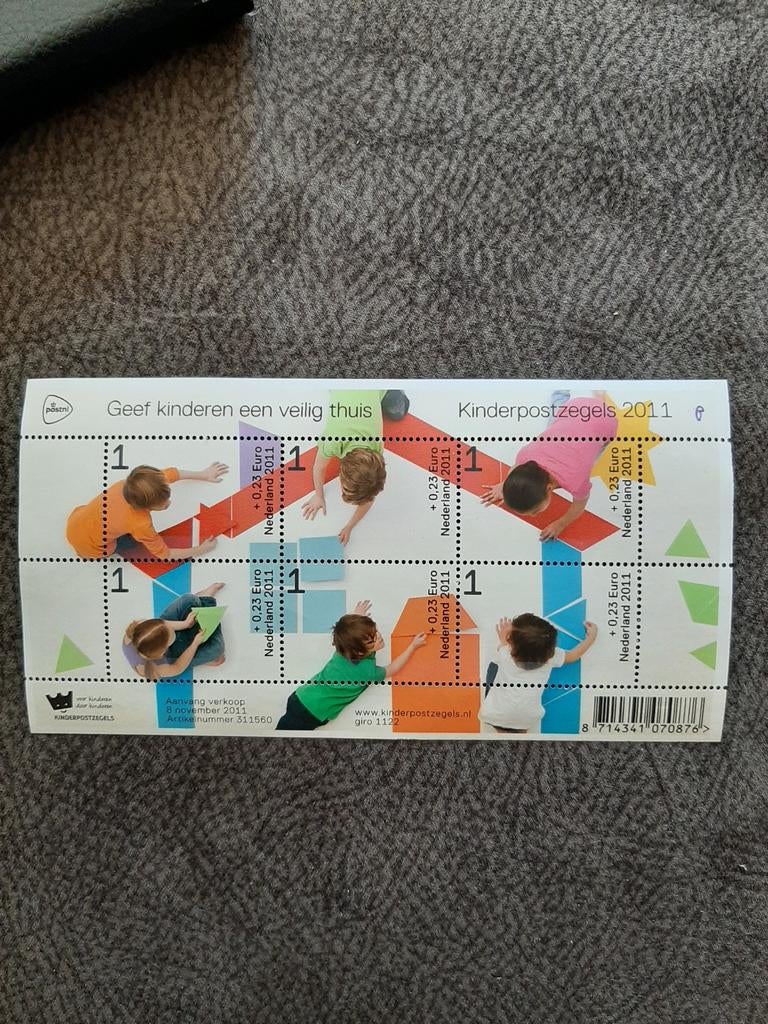 postnl
Geef kinderen een veilig thuis
Kinderpostzegels 2011
1
+ 0,23 Euro
Nederland 2011
1
+ 0,23 Euro
Nederland 2011
1
+ 0,23 Euro
Nederland 2011
1
+ 0,23 Euro
Nederland 2011
1
+ 0,23 Euro
Nederland 2011
1
+ 0,23 Euro
Nederland 2011
voor kinderen
door kinderen
KINDERPOSTZEGELS
Aanvang verkoop
8 november 2011
Artikelnummer 311560
www.kinderpostzegels.nl
giro 1122
8 714341 070876 >